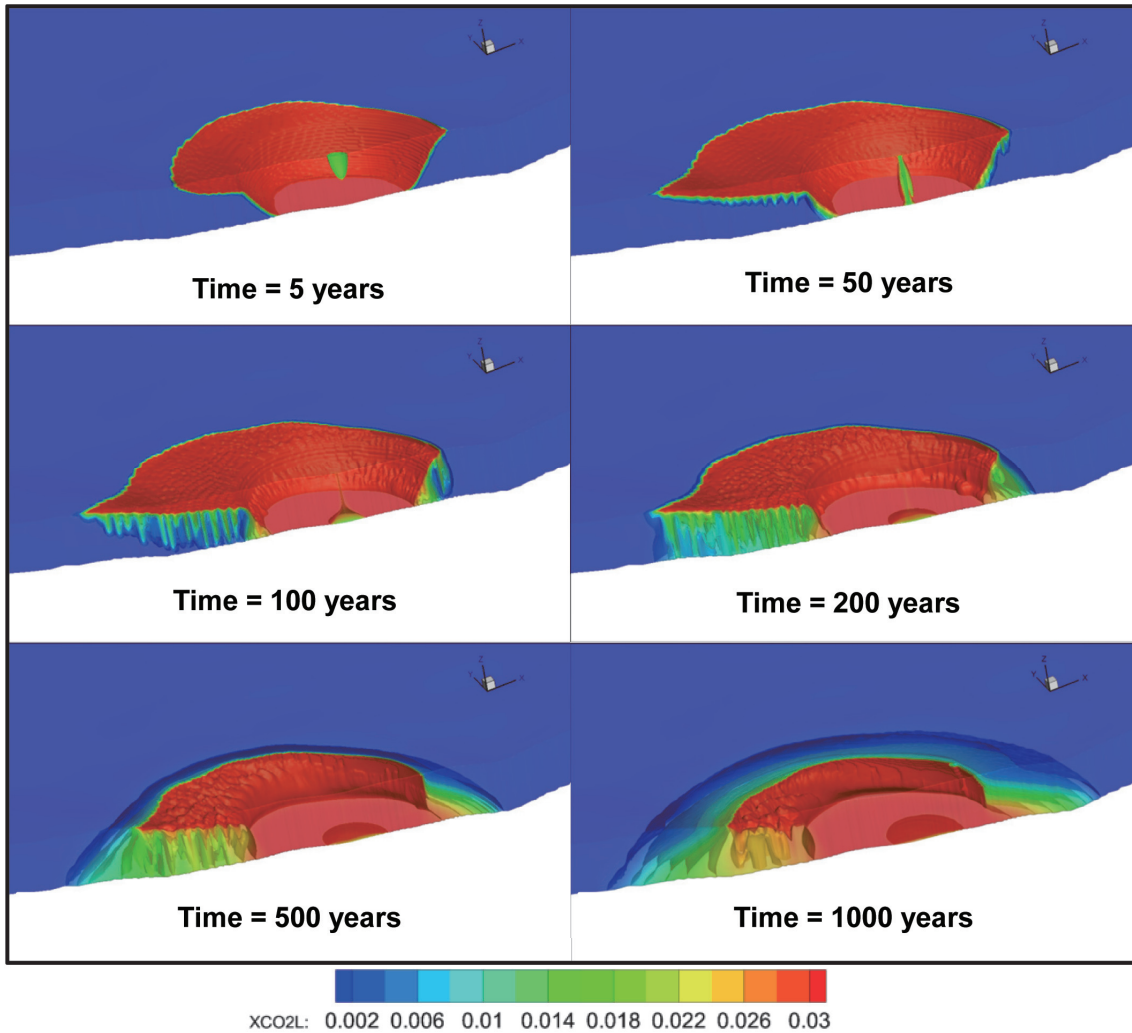 Z
Y
X
Time = 5 years
Z
Y
X
Time = 50 years
Z
Y
X
Time = 100 years
Z
Y
X
Time = 200 years
Z
Y
X
Time = 500 years
Z
Y
X
Time = 1000 years
XCO2L: 0.002 0.006 0.01 0.014 0.018 0.022 0.026 0.03